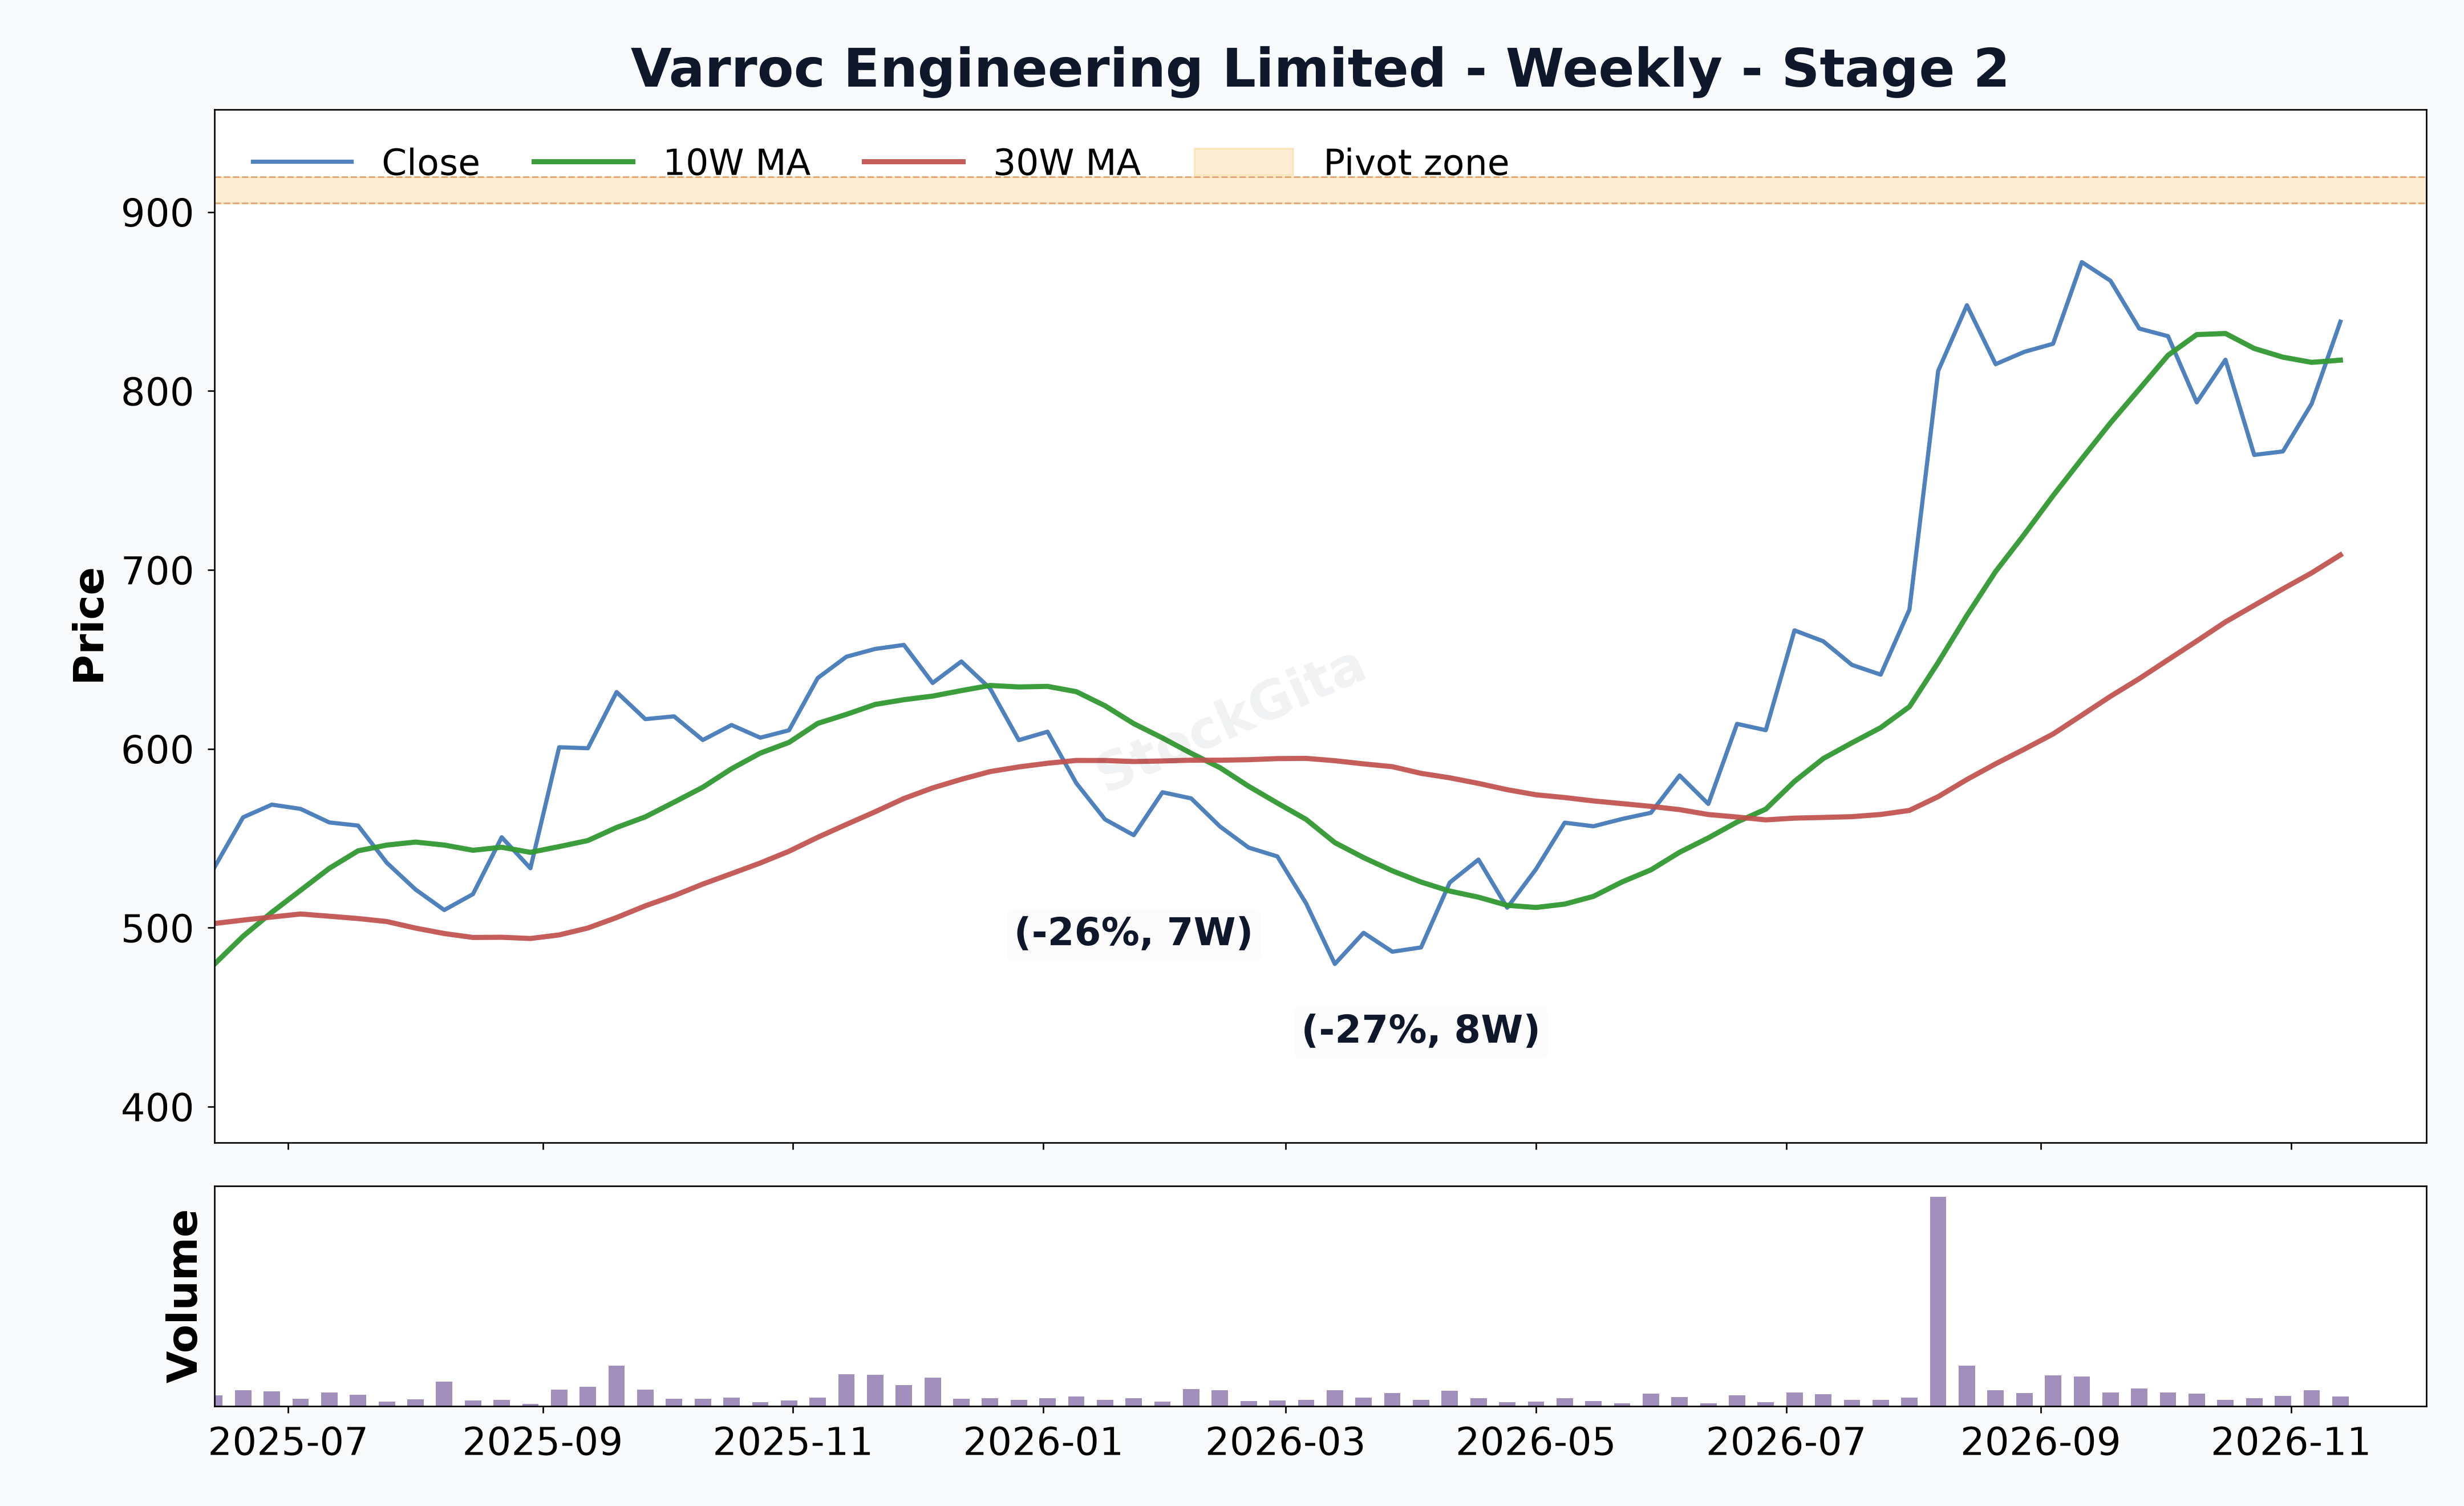 Varroc Engineering Limited - Weekly - Stage 2
Close 10W MA 30W MA Pivot zone
Price
900
800
700
600
500
400
StockGita
(-26%, 7W)
(-27%, 8W)
Volume
2025-07 2025-09 2025-11 2026-01 2026-03 2026-05 2026-07 2026-09 2026-11